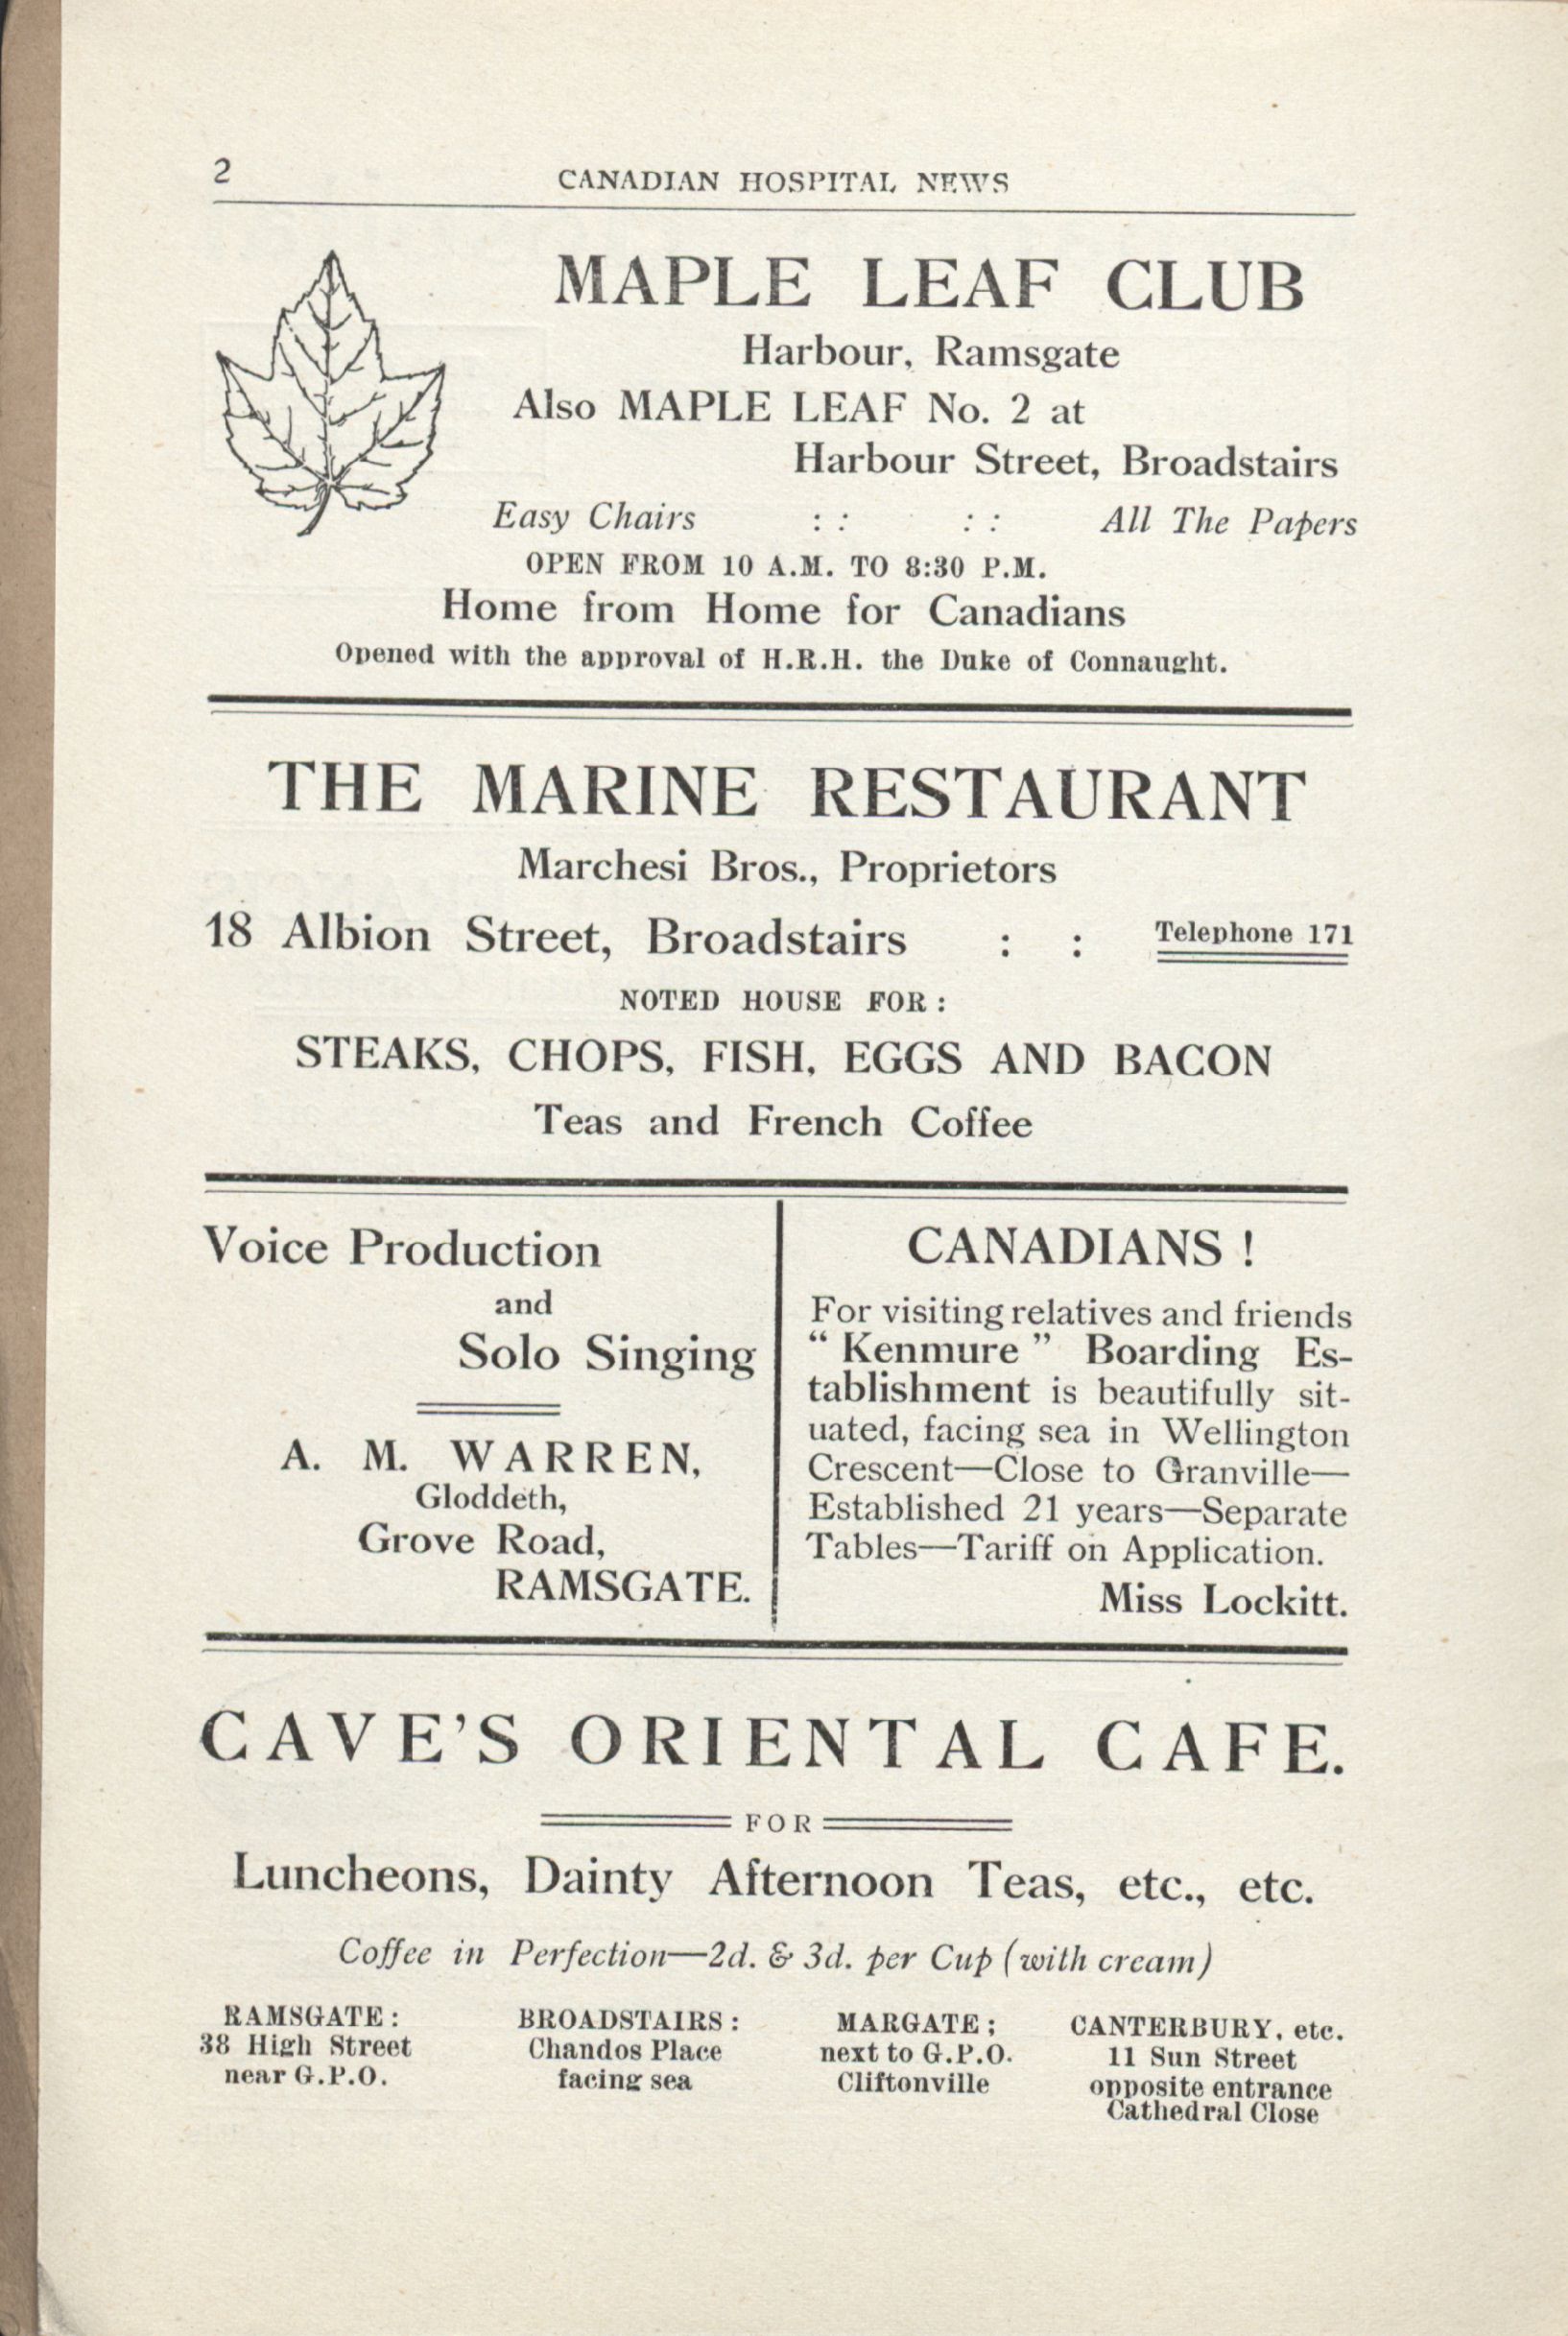 2
CANADIAN HOSPITAL NEWS
MAPLE LEAF CLUB
Harbour, Ramsgate
Also MAPLE LEAF No. 2 at
Harbour Street, Broadstairs
Easy Chairs : : : : All The Papers
OPEN FROM 10 A.M. TO 8:30 P.M.
Home from Home for Canadians
Opened with the approval of H.R.H. the Duke of Connaught.
THE MARINE RESTAURANT
Marchesi Bros., Proprietors
18 Albion Street, Broadstairs : : Telephone 171
NOTED HOUSE FOR:
STEAKS, CHOPS, FISH, EGGS AND BACON
Teas and French Coffee
Voice Production
and
Solo Singing
A. M. WARREN,
Gloddeth,
Grove Road,
RAMSGATE.
CANADIANS!
For visiting relatives and friends
"Kenmure" Boarding Es-
tablishment is beautifully sit-
uated, facing sea in Wellington
Crescent—Close to Granville—
Established 21 years—Separate
Tables—Tariff on Application.
Miss Lockitt.
CAVE'S ORIENTAL CAFE.
FOR
Luncheons, Dainty Afternoon Teas, etc., etc.
Coffee in Perfection—2d. & 3d. per Cup (with cream)
RAMSGATE:
38 High Street
near G.P.O.
BROADSTAIRS:
Chandos Place
facing sea
MARGATE;
next to G.P.O.
Cliftonville
CANTERBURY, etc.
11 Sun Street
opposite entrance
Cathedral Close